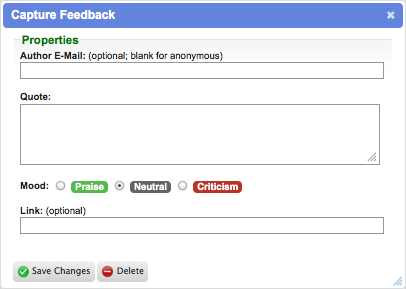 Capture Feedback
Properties
Author E-Mail: (optional; blank for anonymous)
Quote:
Mood: Praise Neutral Criticism
Link: (optional)
Save Changes Delete